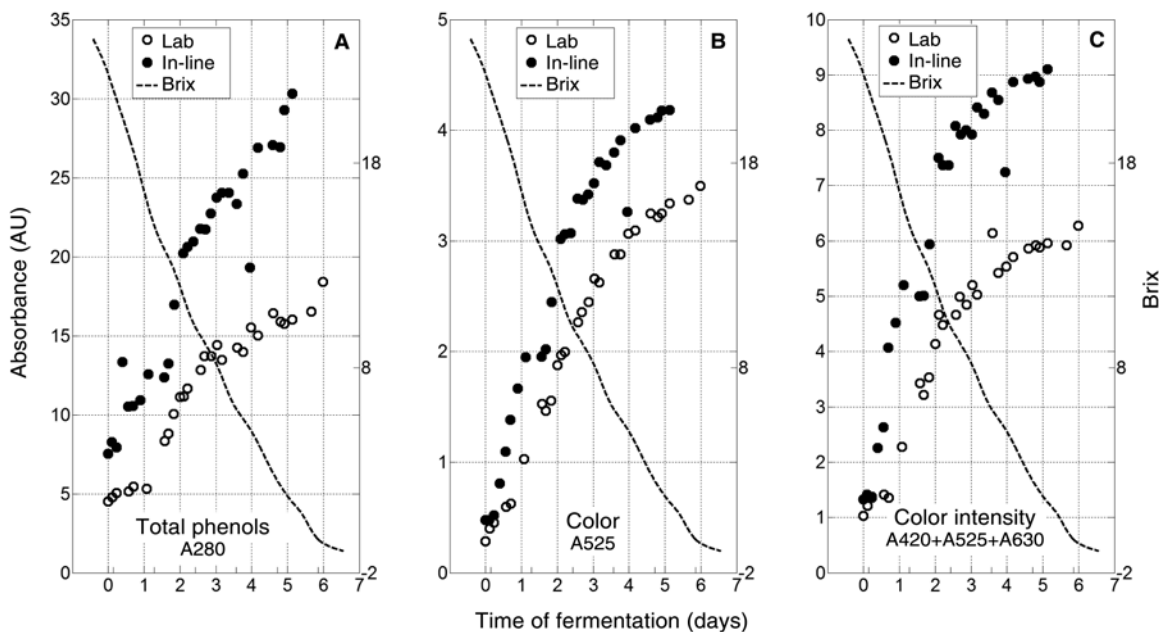 35
30
25
20
15
10
5
0
Absorbance (AU)
Lab
In-line
Brix
A
Total phenols
A280
18
8
-2
0 1 2 3 4 5 6 7
5
4
3
2
1
0
Lab
In-line
Brix
B
Color
A525
18
8
-2
0 1 2 3 4 5 6 7
10
9
8
7
6
5
4
3
2
1
0
Lab
In-line
Brix
C
Color intensity
A420+A525+A630
18
8
-2
0 1 2 3 4 5 6 7
Brix
Time of fermentation (days)